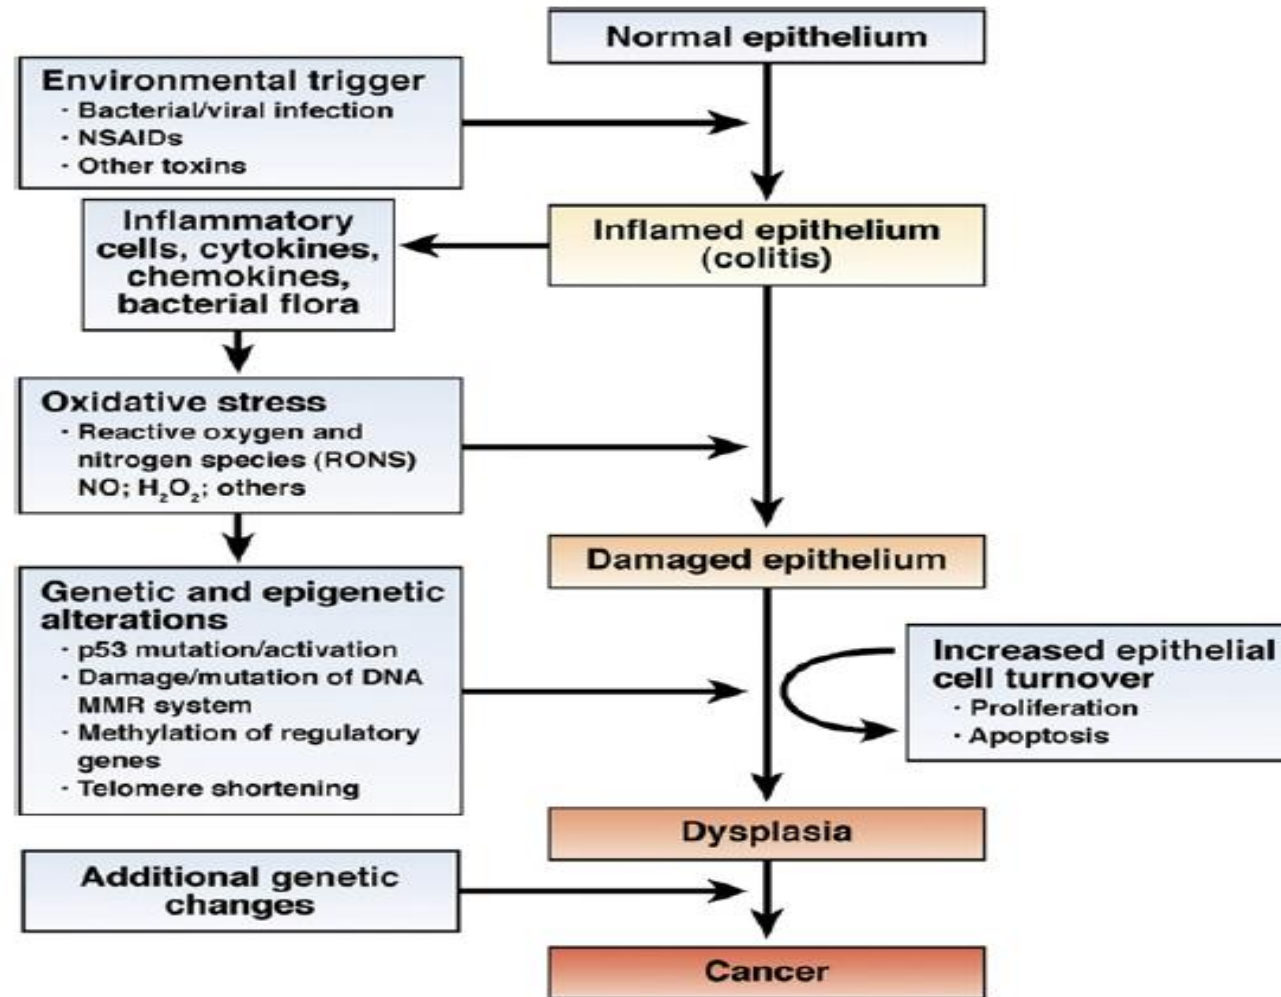 Normal epithelium
Environmental trigger
· Bacterial/viral infection
· NSAIDs
· Other toxins
Inflammatory
cells, cytokines,
chemokines,
bacterial flora
Inflamed epithelium
(colitis)
Oxidative stress
· Reactive oxygen and
nitrogen species (RONS)
NO; H₂O₂; others
Damaged epithelium
Genetic and epigenetic
alterations
· p53 mutation/activation
· Damage/mutation of DNA
MMR system
· Methylation of regulatory
genes
· Telomere shortening
Increased epithelial
cell turnover
· Proliferation
· Apoptosis
Dysplasia
Additional genetic
changes
Cancer